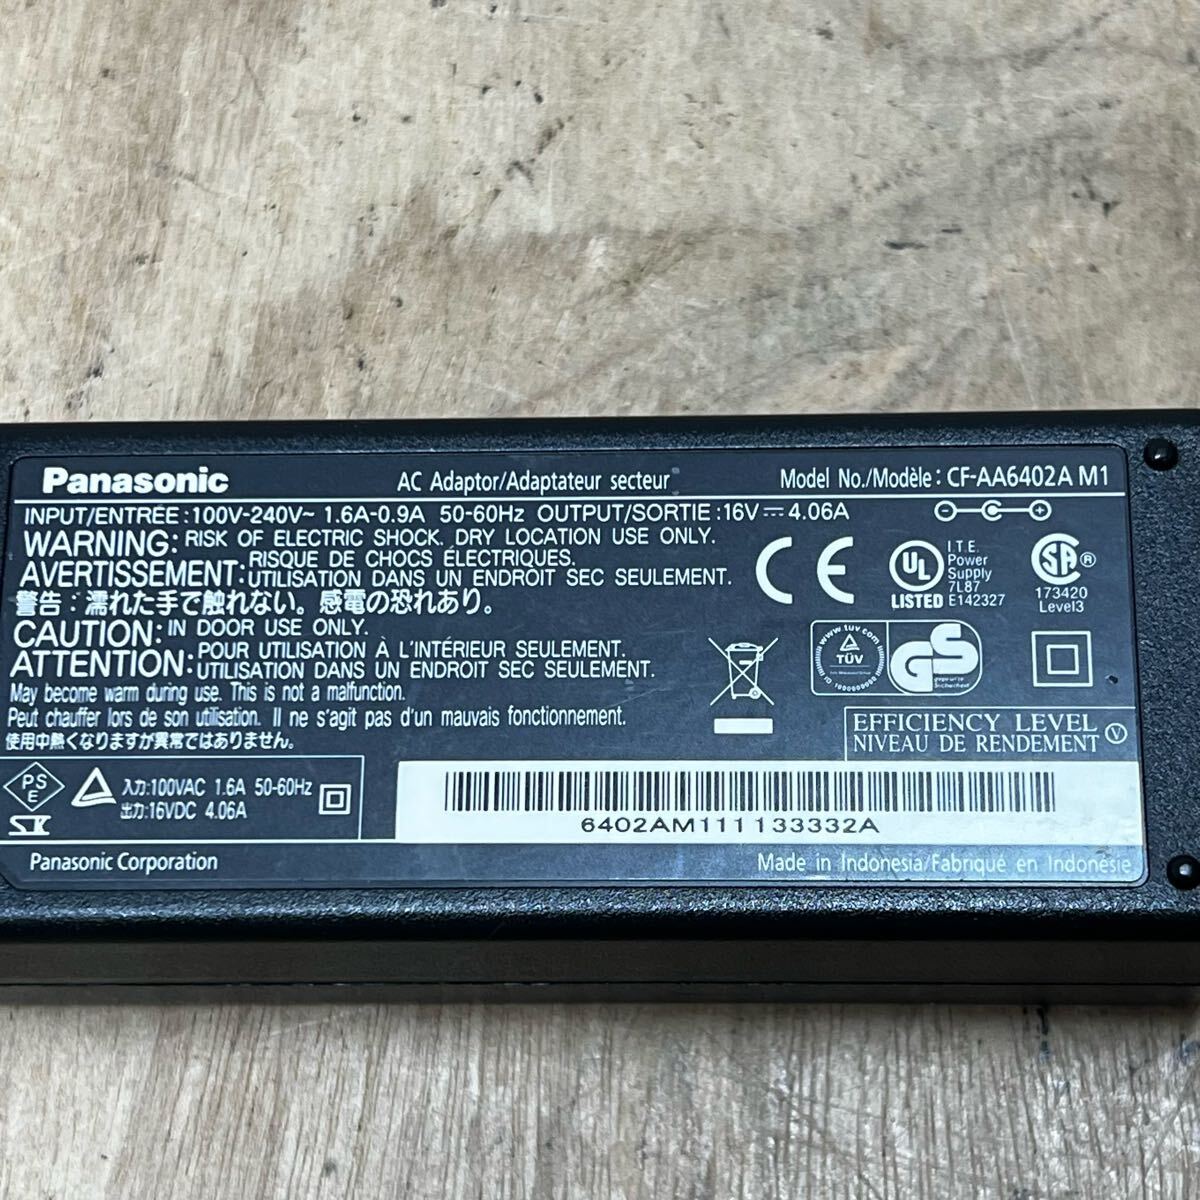 Panasonic AC Adaptor/Adaptateur secteur Model No./Modèle : CF-AA6402A M1
INPUT/ENTRÉE :100V-240V~ 1.6A-0.9A 50-60Hz OUTPUT/SORTIE :16V⎓4.06A
WARNING: RISK OF ELECTRIC SHOCK. DRY LOCATION USE ONLY.
AVERTISSEMENT: RISQUE DE CHOCS ÉLECTRIQUES.
UTILISATION DANS UN ENDROIT SEC SEULEMENT.
警告：濡れた手で触れない。感電の恐れあり。
CAUTION: IN DOOR USE ONLY.
ATTENTION: POUR UTILISATION À L'INTÉRIEUR SEULEMENT.
UTILISATION DANS UN ENDROIT SEC SEULEMENT.
May become warm during use. This is not a malfunction.
Peut chauffer lors de son utilisation. Il ne s'agit pas d'un mauvais fonctionnement.
使用中熱くなりますが異常ではありません。
CE
UL
LISTED
I.T.E.
Power
Supply
7L87
E142327
SA ®
173420
Level3
www.tuv.com
TÜV
ID 1000000000
GS
geprüfte
Sicherheit
EFFICIENCY LEVEL
NIVEAU DE RENDEMENT V
PSE
入力:100VAC 1.6A 50-60Hz
出力:16VDC 4.06A
6402AM111133332A
Panasonic Corporation
Made in Indonesia/Fabriqué en Indonésie